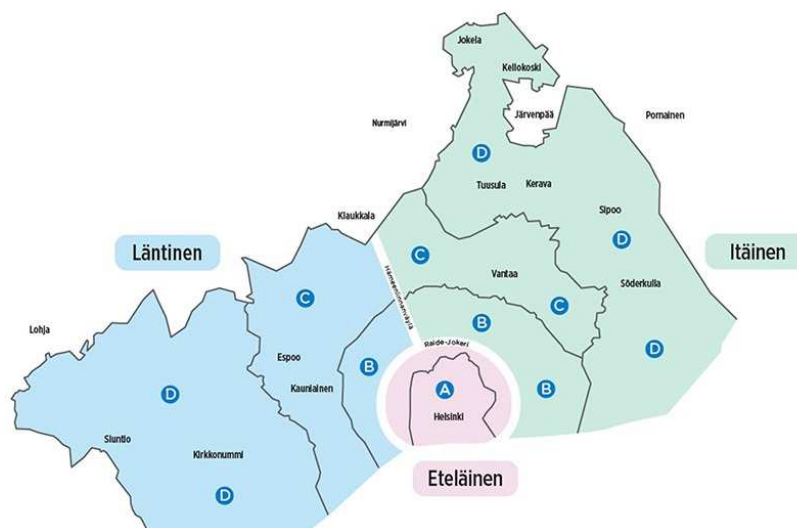 Jokela
Kellokoski
Järvenpää
Nurmijärvi
Pornainen
D
Tuusula
Kerava
Klaukkala
Sipoo
D
Läntinen
C
Vantaa
Itäinen
Hämeenlinnanväylä
Söderkulla
C
C
B
Lohja
Raide-Jokeri
Espoo
D
B
Kauniainen
D
A
B
Helsinki
Siuntio
Kirkkonummi
Eteläinen
D